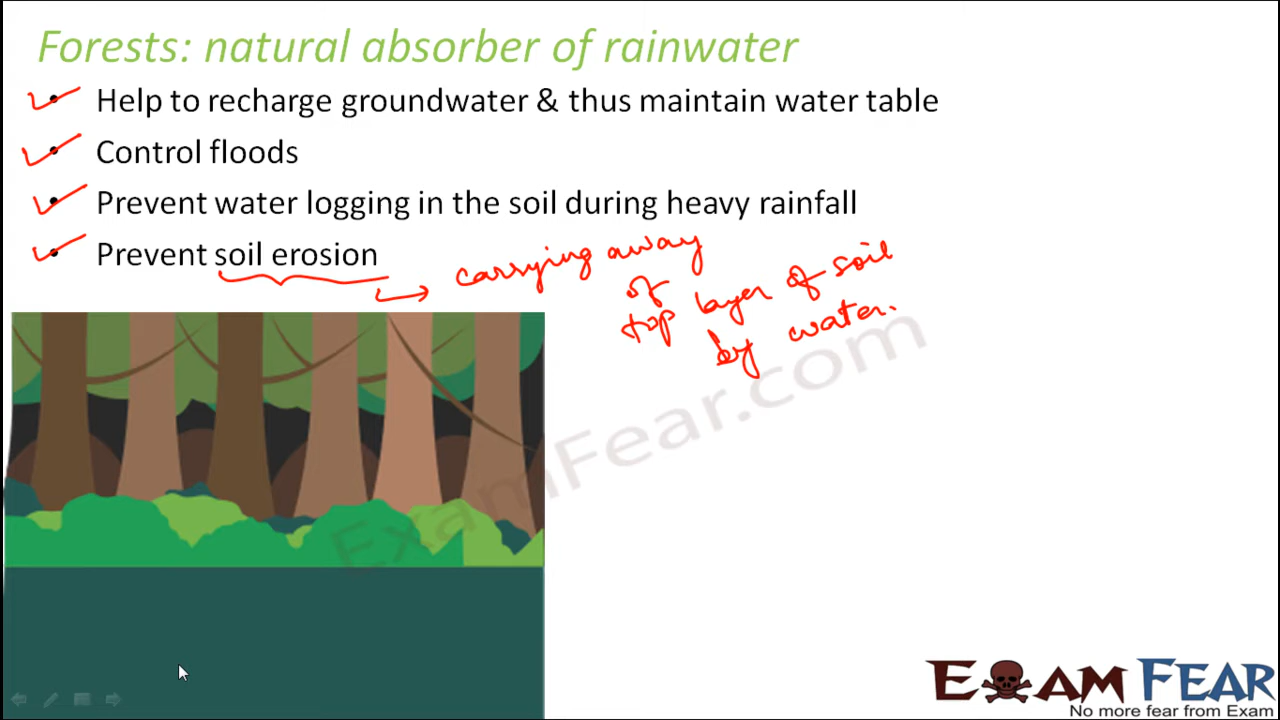 Forests: natural absorber of rainwater
• Help to recharge groundwater & thus maintain water table
• Control floods
• Prevent water logging in the soil during heavy rainfall
• Prevent soil erosion
carrying away
of
top layer of soil
by water.
ExamFear.com
EXAM FEAR
No more fear from Exam